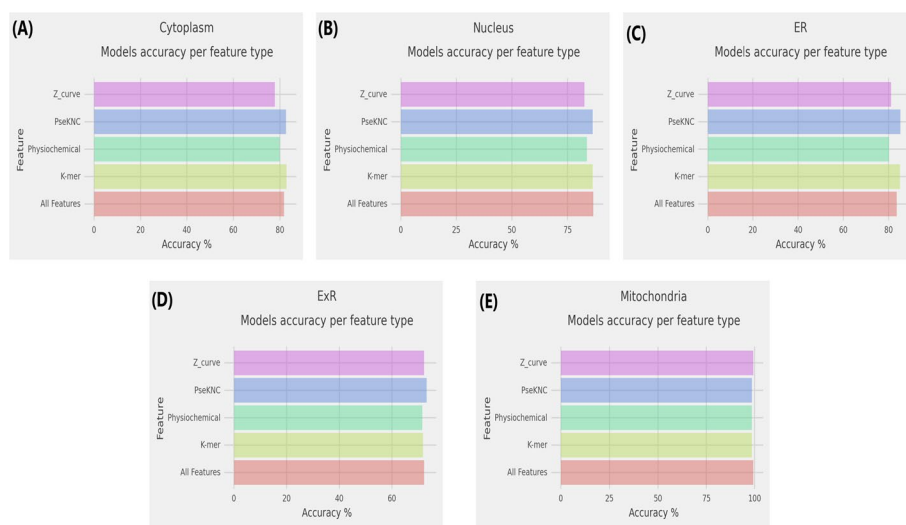 (A)
Cytoplasm
Models accuracy per feature type
Feature
Z_curve
PseKNC
Physiochemical
K-mer
All Features
0 20 40 60 80
Accuracy %
(B)
Nucleus
Models accuracy per feature type
Feature
Z_curve
PseKNC
Physiochemical
K-mer
All Features
0 25 50 75
Accuracy %
(C)
ER
Models accuracy per feature type
Feature
Z_curve
PseKNC
Physiochemical
K-mer
All Features
0 20 40 60 80
Accuracy %
(D)
ExR
Models accuracy per feature type
Feature
Z_curve
PseKNC
Physiochemical
K-mer
All Features
0 20 40 60
Accuracy %
(E)
Mitochondria
Models accuracy per feature type
Feature
Z_curve
PseKNC
Physiochemical
K-mer
All Features
0 25 50 75 100
Accuracy %